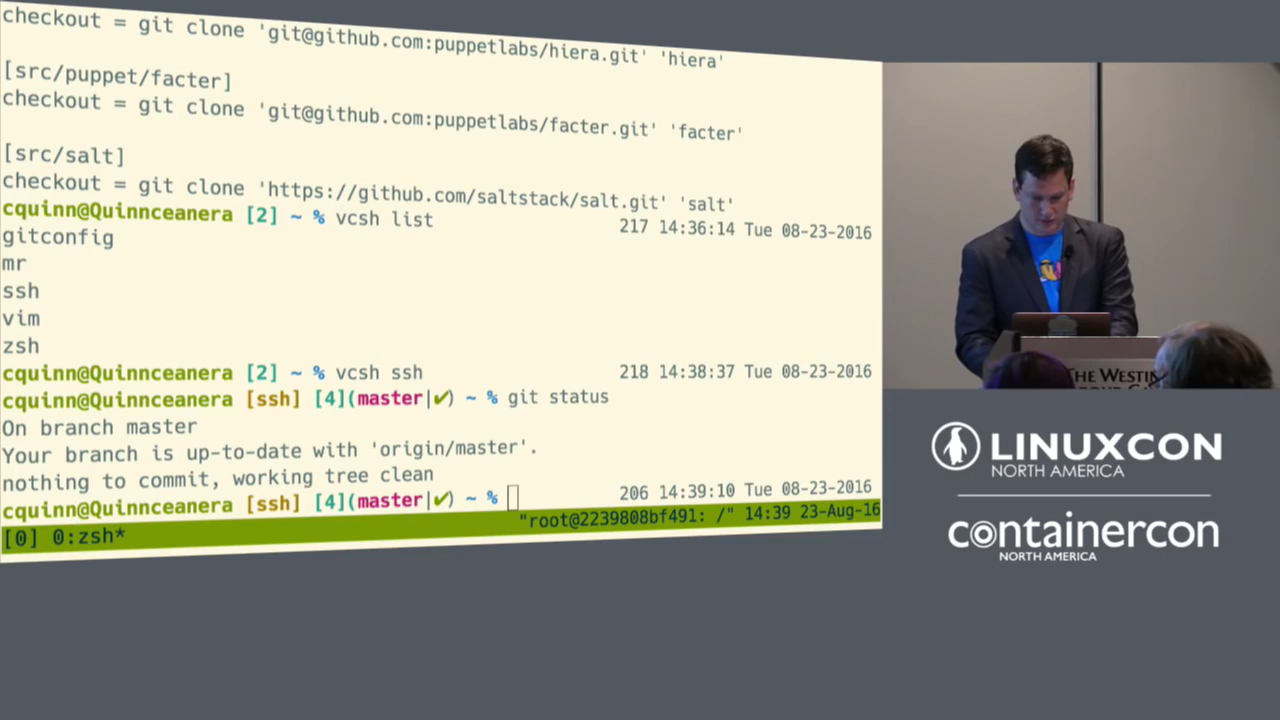 checkout = git clone 'git@github.com:puppetlabs/hiera.git' 'hiera'
[src/puppet/facter]
checkout = git clone 'git@github.com:puppetlabs/facter.git' 'facter'
[src/salt]
checkout = git clone 'https://github.com/saltstack/salt.git' 'salt'
cquinn@Quinnceanera [2] ~ % vcsh list 217 14:36:14 Tue 08-23-2016
gitconfig
mr
ssh
vim
zsh
cquinn@Quinnceanera [2] ~ % vcsh ssh 218 14:38:37 Tue 08-23-2016
cquinn@Quinnceanera [ssh] [4](master|✔) ~ % git status
On branch master
Your branch is up-to-date with 'origin/master'.
nothing to commit, working tree clean
cquinn@Quinnceanera [ssh] [4](master|✔) ~ % 206 14:39:10 Tue 08-23-2016
[0] 0:zsh* "root@2239808bf491: /" 14:39 23-Aug-16
THE WESTIN
LINUXCON
NORTH AMERICA
containercon
NORTH AMERICA